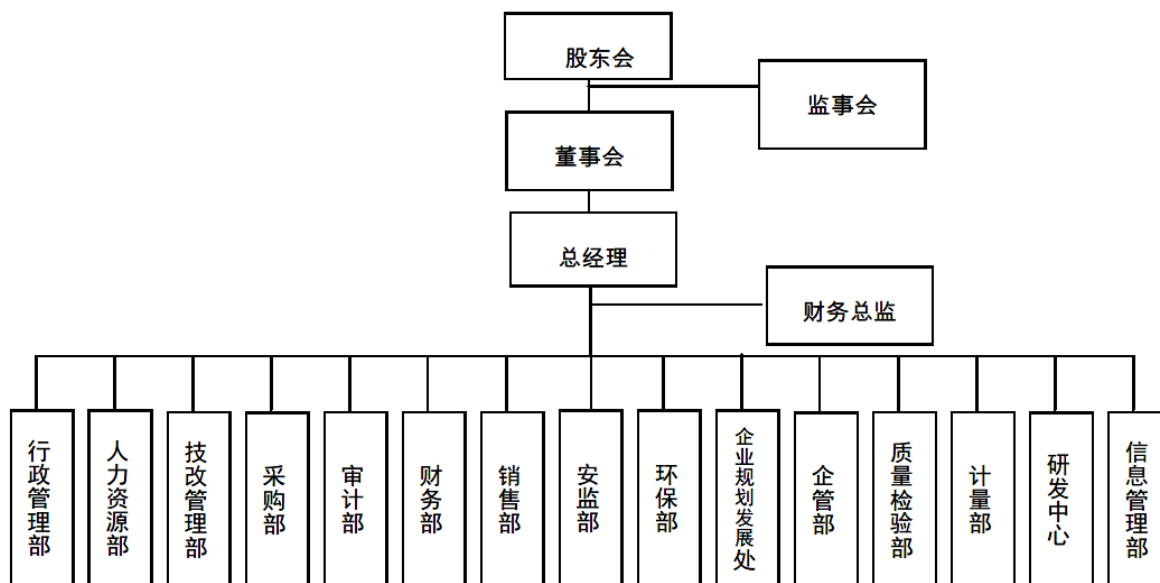 股东会
监事会
董事会
总经理
财务总监
行政管理部
人力资源部
技改管理部
采购部
审计部
财务部
销售部
安监部
环保部
企业规划发展处
企管部
质量检验部
计量部
研发中心
信息管理部